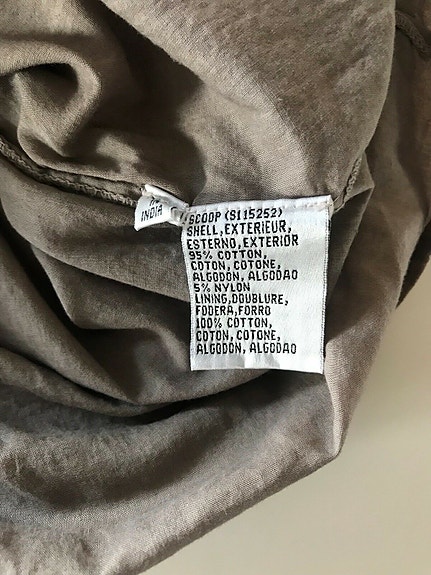 INDIA
SCOOP (S115252)
SHELL,EXTERIEUR,
ESTERNO,EXTERIOR
95% COTTON,
COTON, COTONE,
ALGODON, ALGODAO
5% NYLON
LINING,DOUBLURE,
FODERA,FORRO
100% COTTON,
COTON, COTONE,
ALGODON, ALGODAO